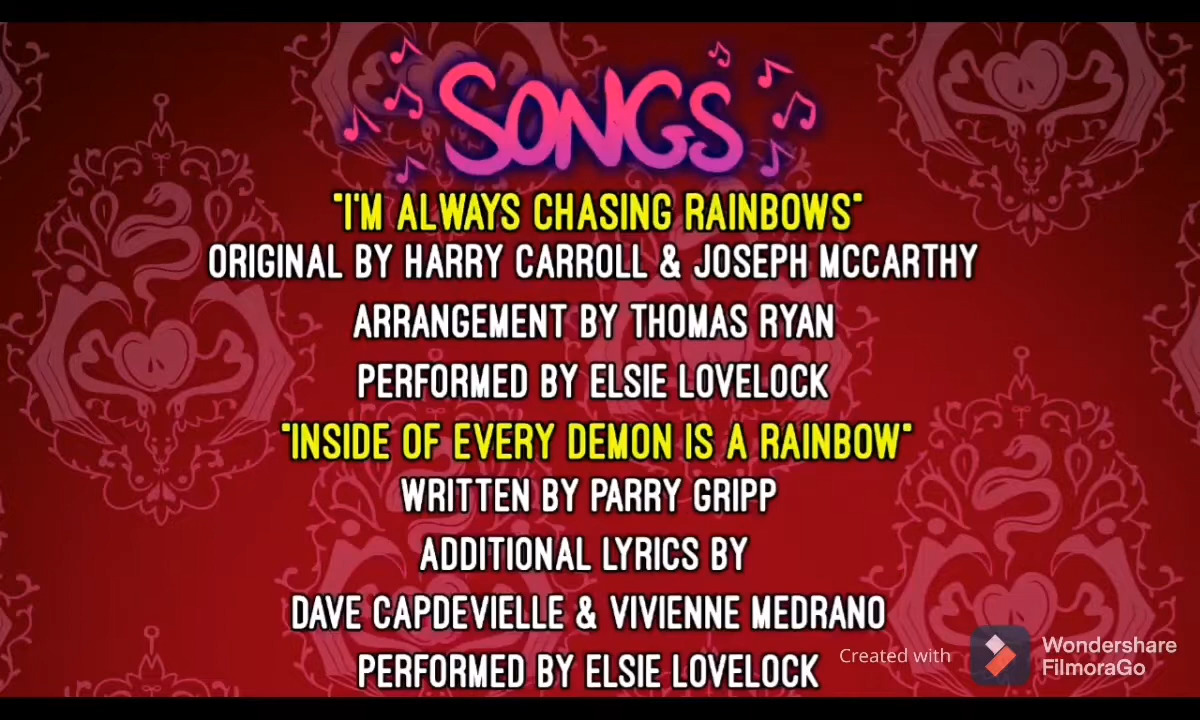 SONGS
"I'M ALWAYS CHASING RAINBOWS"
ORIGINAL BY HARRY CARROLL & JOSEPH MCCARTHY
ARRANGEMENT BY THOMAS RYAN
PERFORMED BY ELSIE LOVELOCK
"INSIDE OF EVERY DEMON IS A RAINBOW"
WRITTEN BY PARRY GRIPP
ADDITIONAL LYRICS BY
DAVE CAPDEVIELLE & VIVIENNE MEDRANO
PERFORMED BY ELSIE LOVELOCK
Created with
Wondershare
FilmoraGo